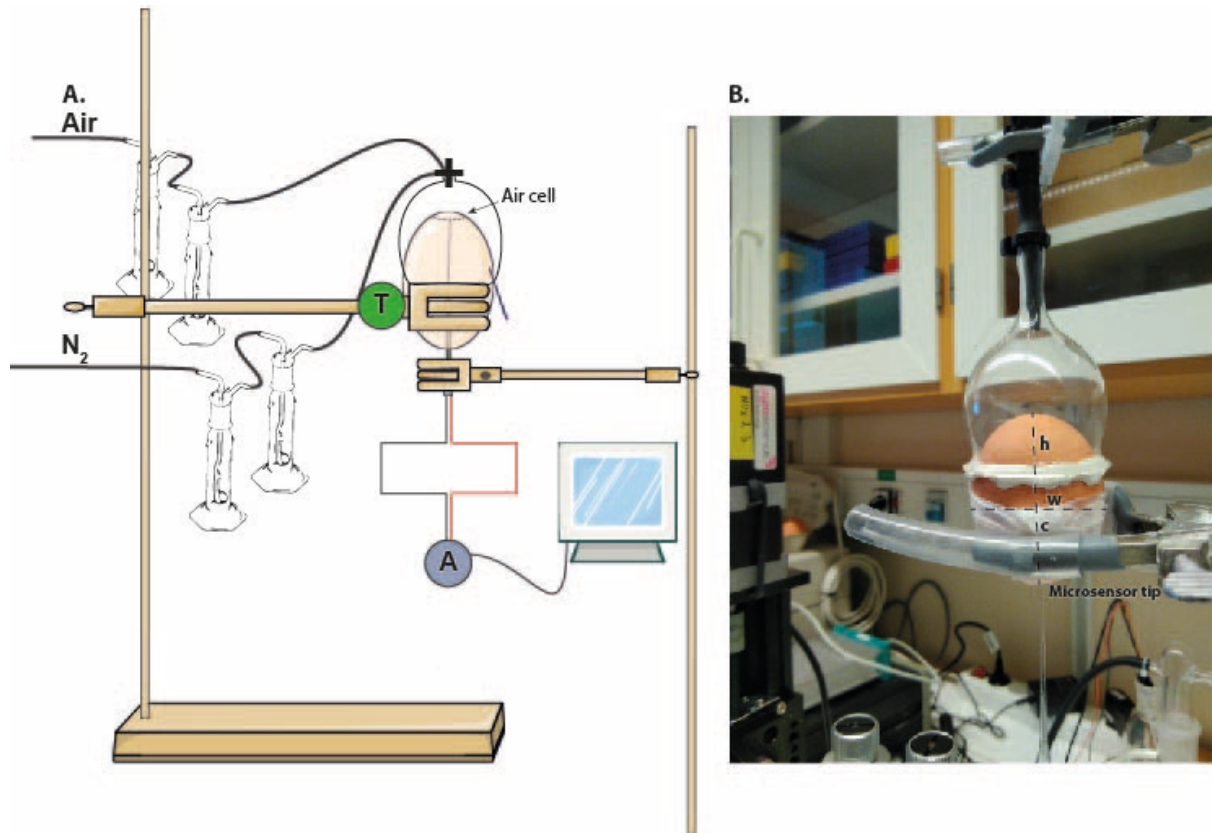 A.
Air
Air cell
T
N₂
A
B.
h
w
c
Microsensor tip